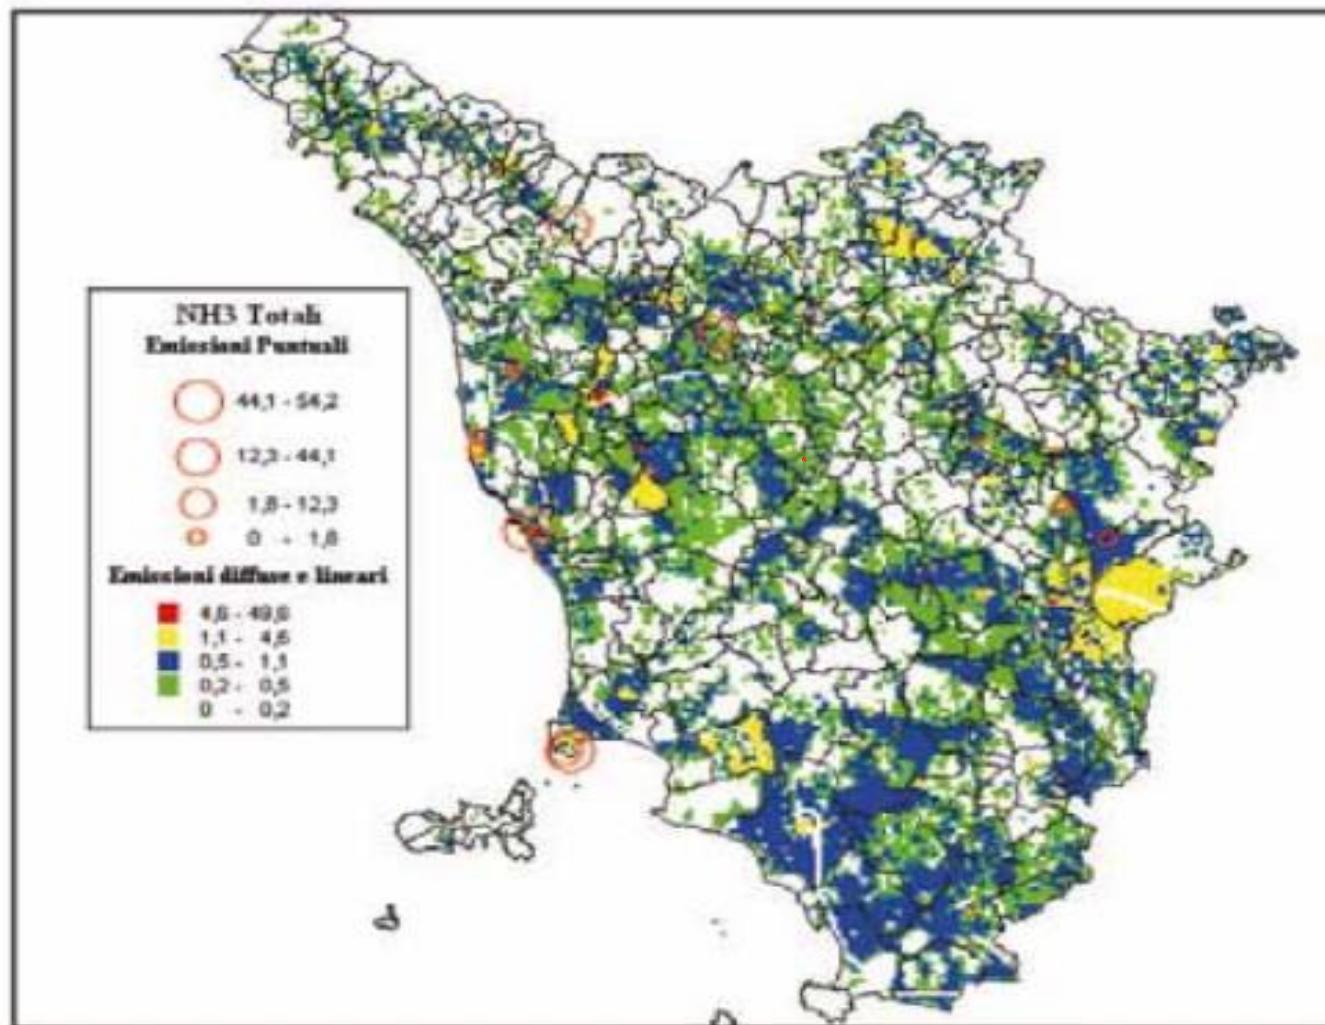 NH3 Totali
Emissioni Puntuali
44,1 - 54,2
12,3 - 44,1
1,8 - 12,3
0 - 1,8
Emissioni diffuse e lineari
4,6 - 49,6
1,1 - 4,6
0,5 - 1,1
0,2 - 0,5
0 - 0,2